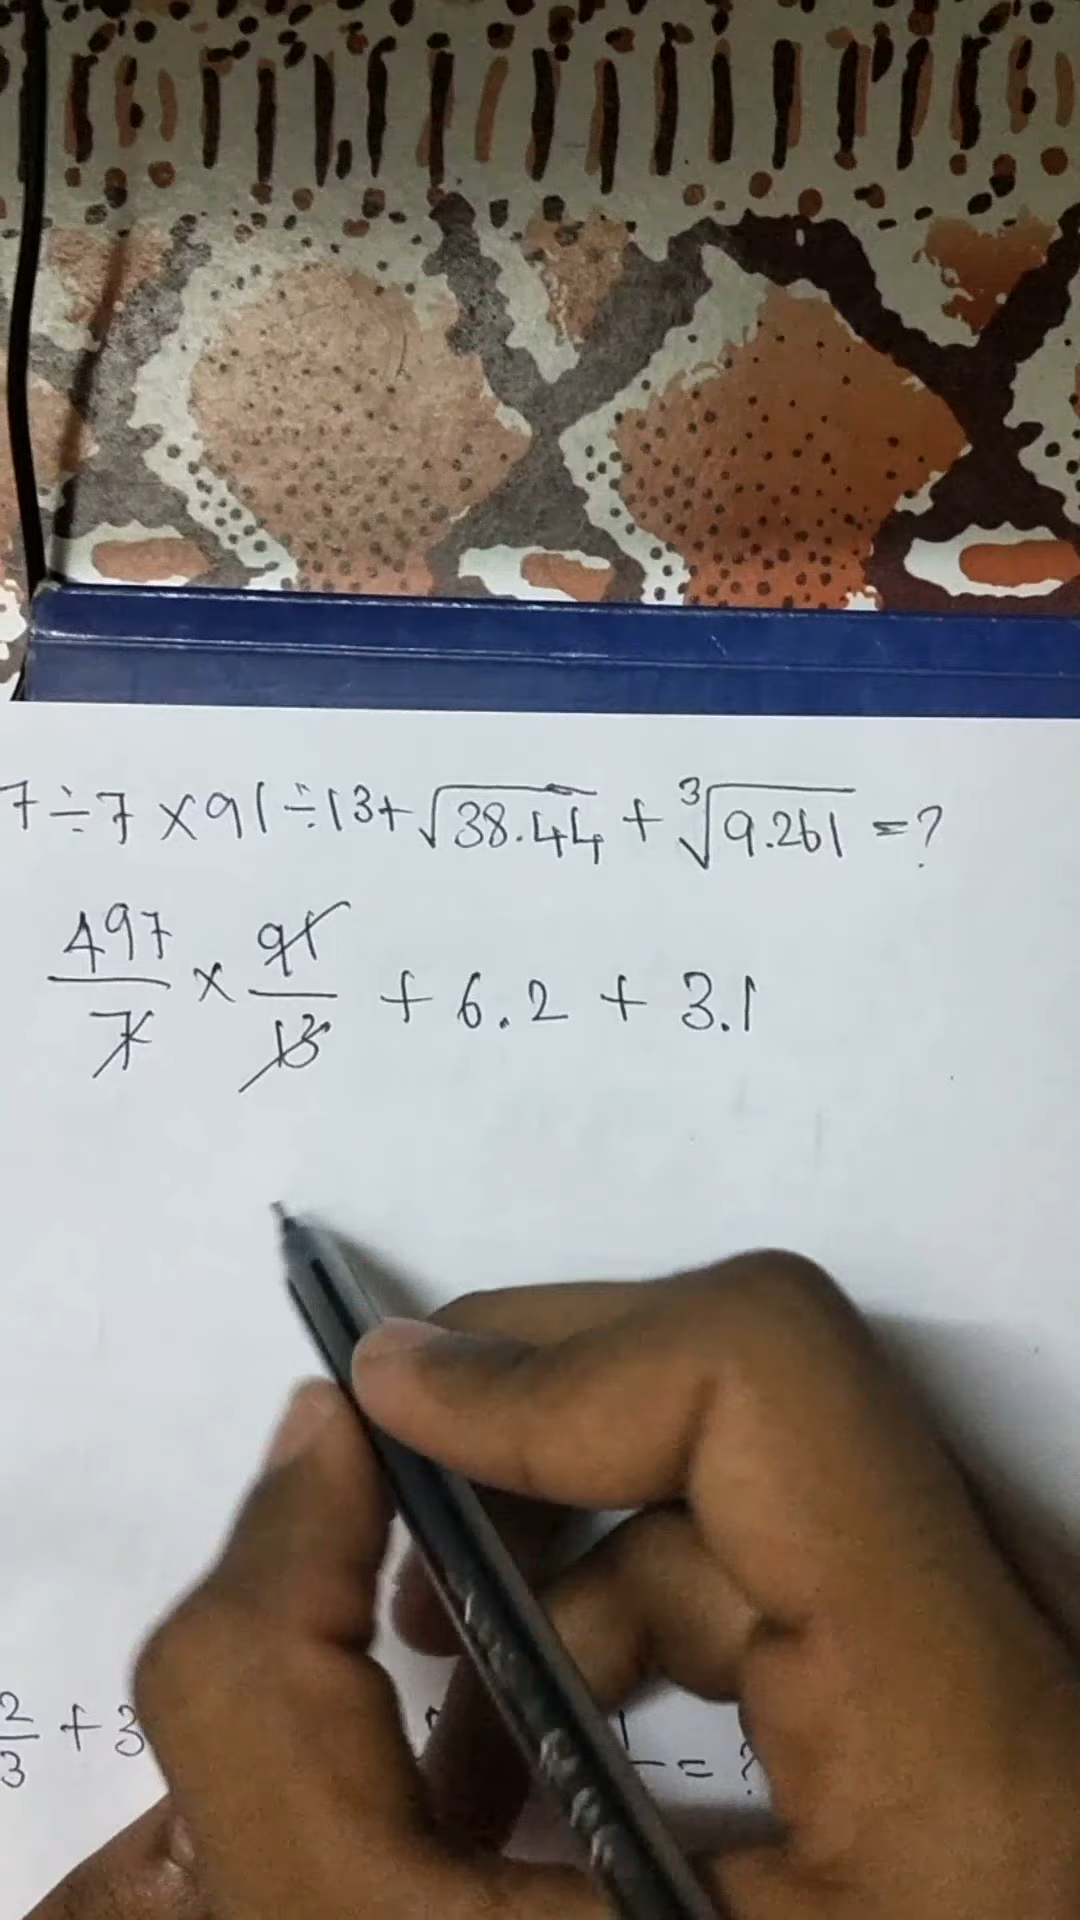 7÷7×91÷13+√38.44 + ∛9.261 =?
497/7 × 91/13 + 6.2 + 3.1
2/3 + 3 = ?